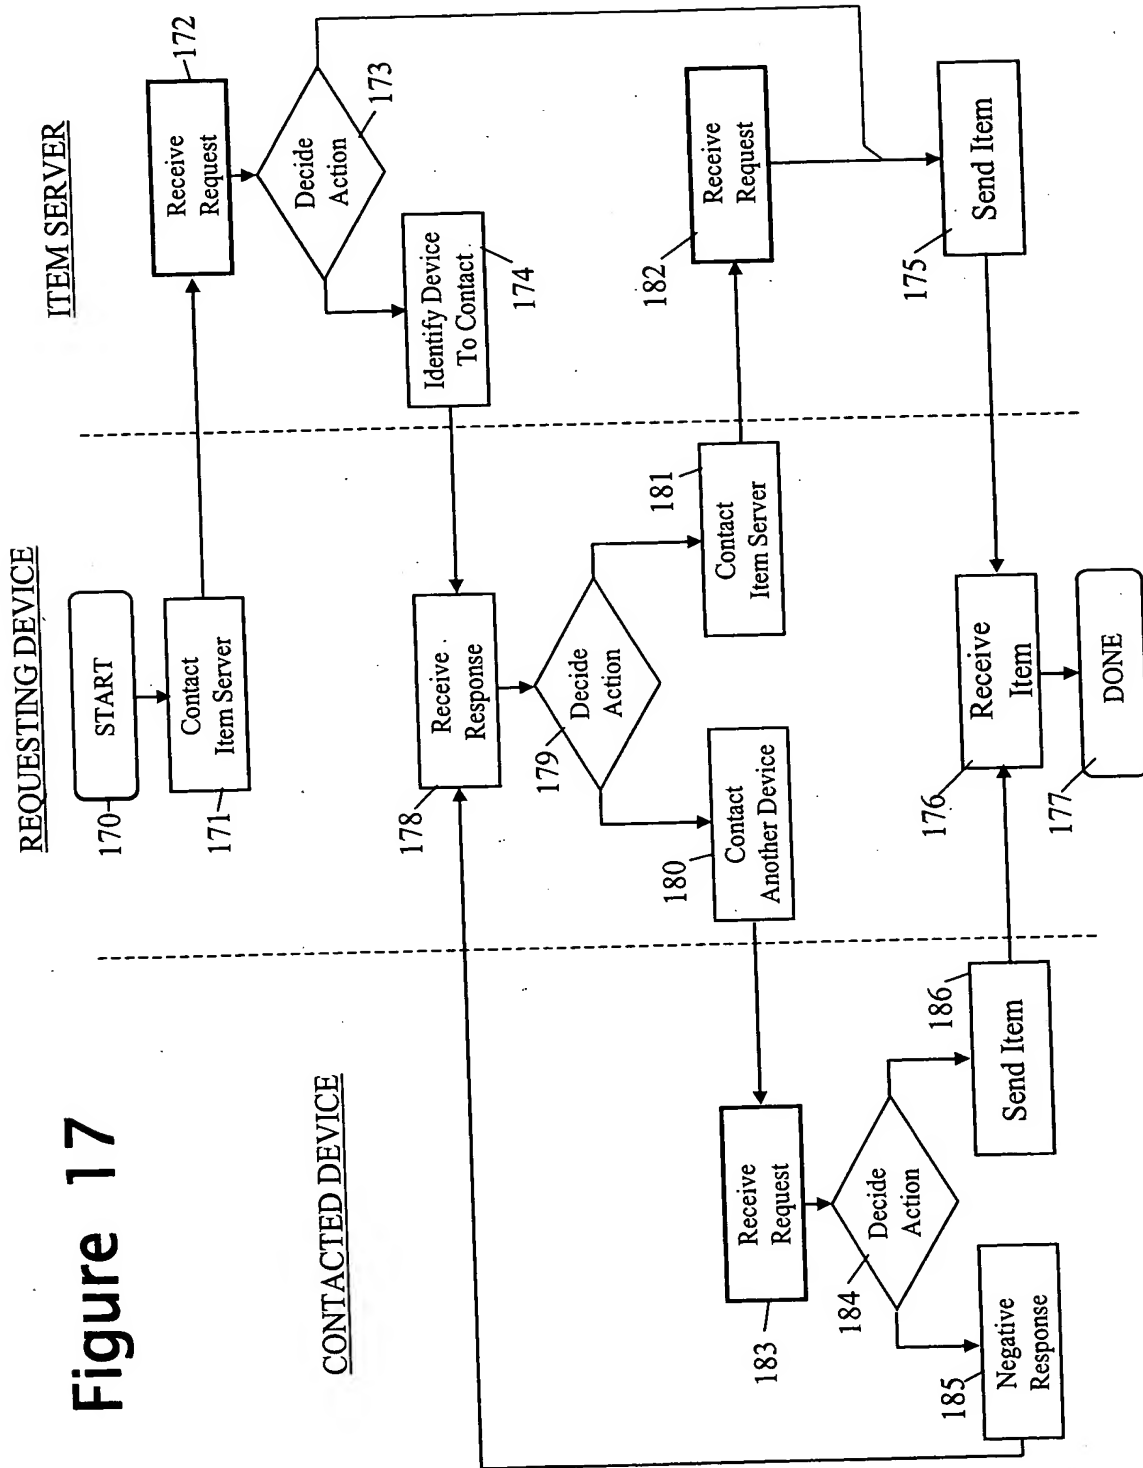 Figure 17
CONTACTED DEVICE
REQUESTING DEVICE
ITEM SERVER
START
170
Contact
Item Server
171
Receive
Request
172
Decide
Action
173
Identify Device
To Contact
174
Receive
Response
178
Decide
Action
179
Contact
Another Device
180
Contact
Item Server
181
Receive
Request
182
Receive
Request
183
Decide
Action
184
Negative
Response
185
Send Item
186
Send Item
175
Receive
Item
176
DONE
177